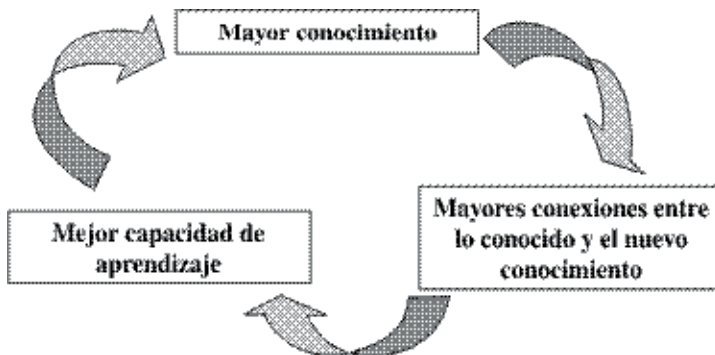 Mayor conocimiento
Mayores conexiones entre
lo conocido y el nuevo
conocimiento
Mejor capacidad de
aprendizaje